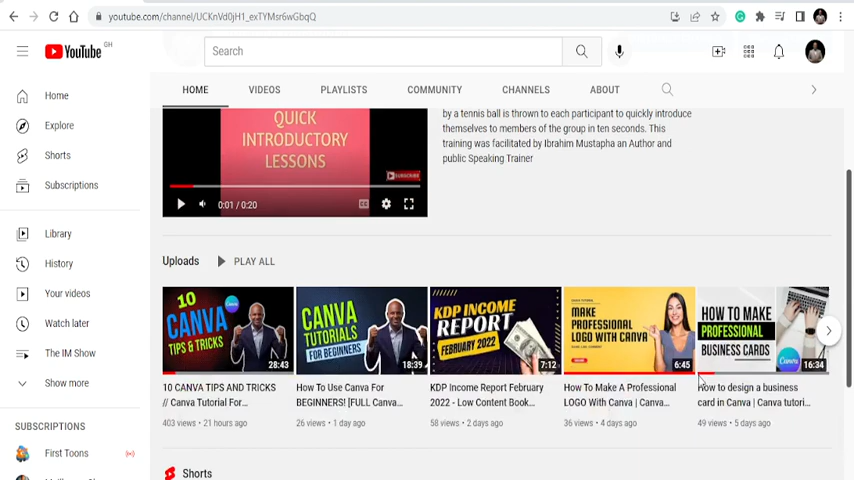 youtube.com/channel/UCKnVd0jH1_exTYMsr6wGbqQ
YouTube GH
Search
HOME VIDEOS PLAYLISTS COMMUNITY CHANNELS ABOUT
Home
Explore
Shorts
Subscriptions
Library
History
Your videos
Watch later
The IM Show
Show more
SUBSCRIPTIONS
First Toons
QUICK
INTRODUCTORY
LESSONS
SUBSCRIBE
0:01 / 0:20
by a tennis ball is thrown to each participant to quickly introduce
themselves to members of the group in ten seconds. This
training was facilitated by Ibrahim Mustapha an Author and
public Speaking Trainer
Uploads PLAY ALL
10
CANVA
TIPS & TRICKS
Canva
28:43
10 CANVA TIPS AND TRICKS
// Canva Tutorial For...
403 views • 21 hours ago
CANVA
TUTORIALS
FOR BEGINNERS!
18:39
How To Use Canva For
BEGINNERS! [FULL Canva...
26 views • 1 day ago
KDP INCOME
REPORT
FEBRUARY
2022
7:12
KDP Income Report February
2022 - Low Content Book...
58 views • 2 days ago
MAKE
PROFESSIONAL
LOGO WITH CANVA
6:45
How To Make A Professional
LOGO With Canva | Canva...
36 views • 4 days ago
HOW TO MAKE
PROFESSIONAL
BUSINESS CARDS
Canva
16:34
How to design a business
card in Canva | Canva tutori...
49 views • 5 days ago
Shorts